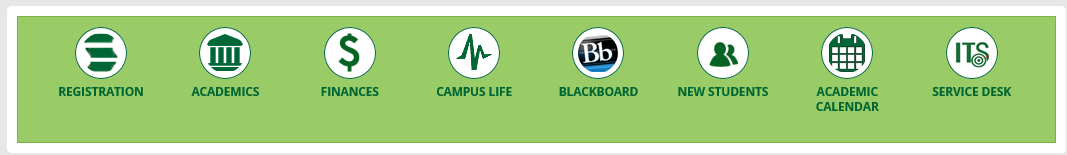 Bb
ITS
REGISTRATION
ACADEMICS
FINANCES
CAMPUS LIFE
BLACKBOARD
NEW STUDENTS
ACADEMIC
CALENDAR
SERVICE DESK